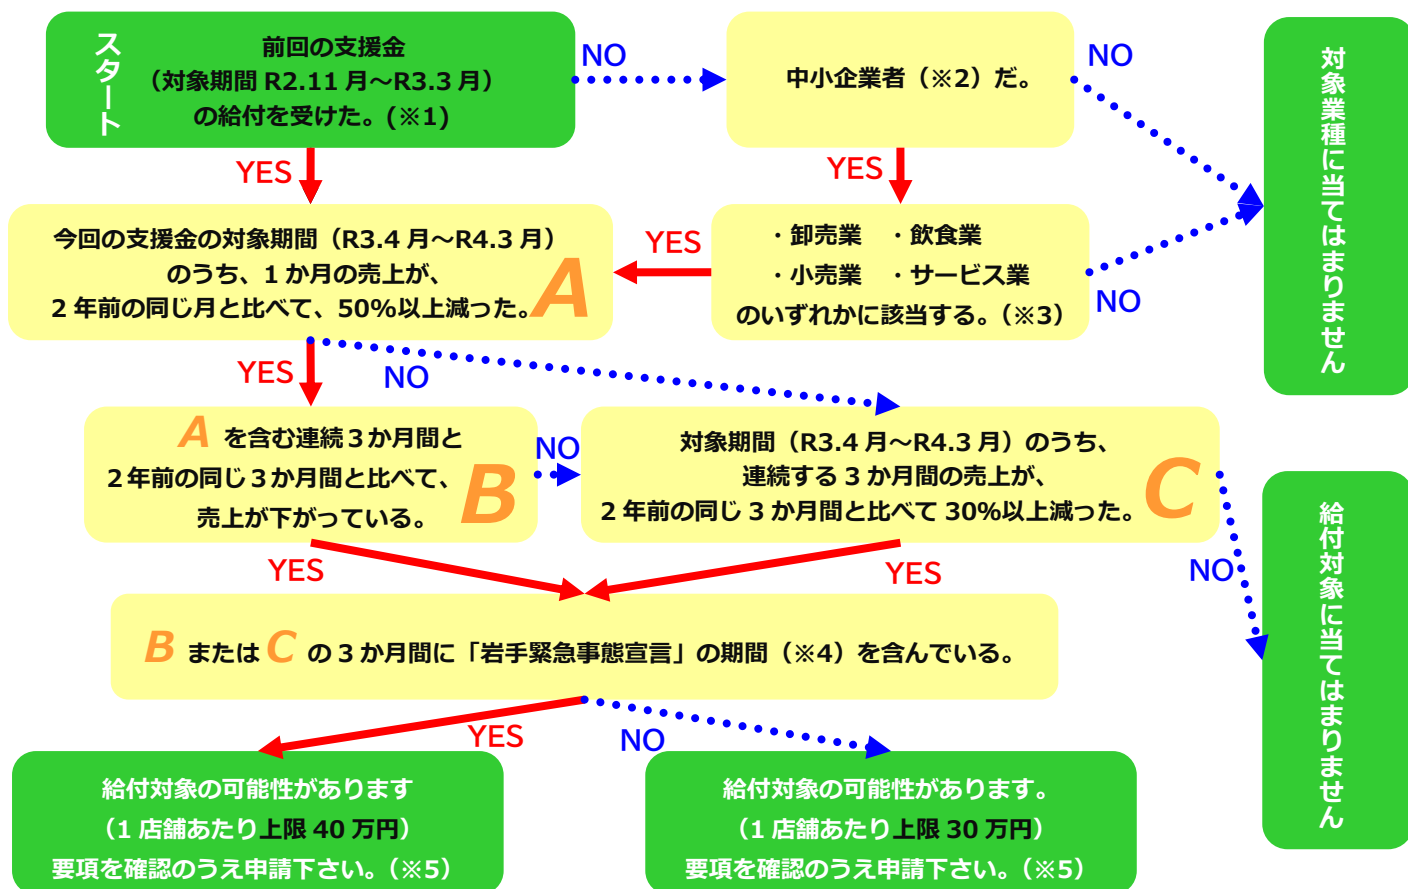 スタート
前回の支援金
（対象期間 R2.11 月～R3.3 月）
の給付を受けた。(※1)
NO
中小企業者（※2）だ。
NO
対象業種に当てはまりません
YES
YES
今回の支援金の対象期間（R3.4 月～R4.3 月）
のうち、1 か月の売上が、
2 年前の同じ月と比べて、50％以上減った。
A
YES
・卸売業　・飲食業
・小売業　・サービス業
のいずれかに該当する。（※3）
NO
YES
NO
A を含む連続３か月間と
２年前の同じ３か月間と比べて、
売上が下がっている。
B
NO
対象期間（R3.4 月～R4.3 月）のうち、
連続する 3 か月間の売上が、
2 年前の同じ 3 か月間と比べて 30％以上減った。
C
NO
給付対象に当てはまりません
YES
YES
B または C の 3 か月間に「岩手緊急事態宣言」の期間（※4）を含んでいる。
YES
NO
給付対象の可能性があります
（1 店舗あたり上限 40 万円）
要項を確認のうえ申請下さい。（※5）
給付対象の可能性があります。
（1 店舗あたり上限 30 万円）
要項を確認のうえ申請下さい。（※5）